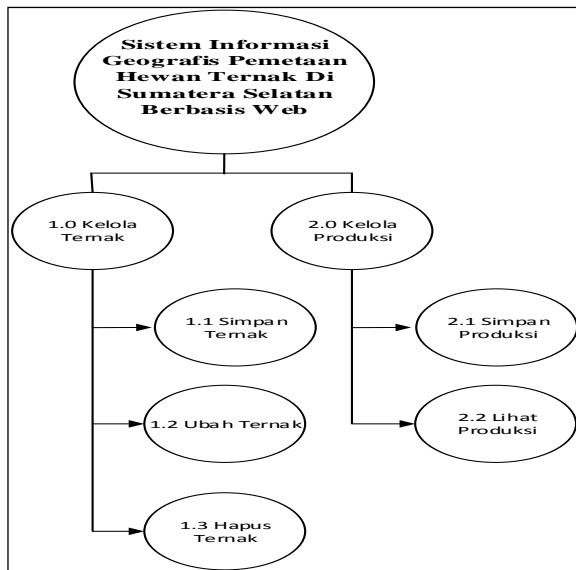 Sistem Informasi
Geografis Pemetaan
Hewan Ternak Di
Sumatera Selatan
Berbasis Web
1.0 Kelola
Ternak
2.0 Kelola
Produksi
1.1 Simpan
Ternak
2.1 Simpan
Produksi
1.2 Ubah Ternak
2.2 Lihat
Produksi
1.3 Hapus
Ternak